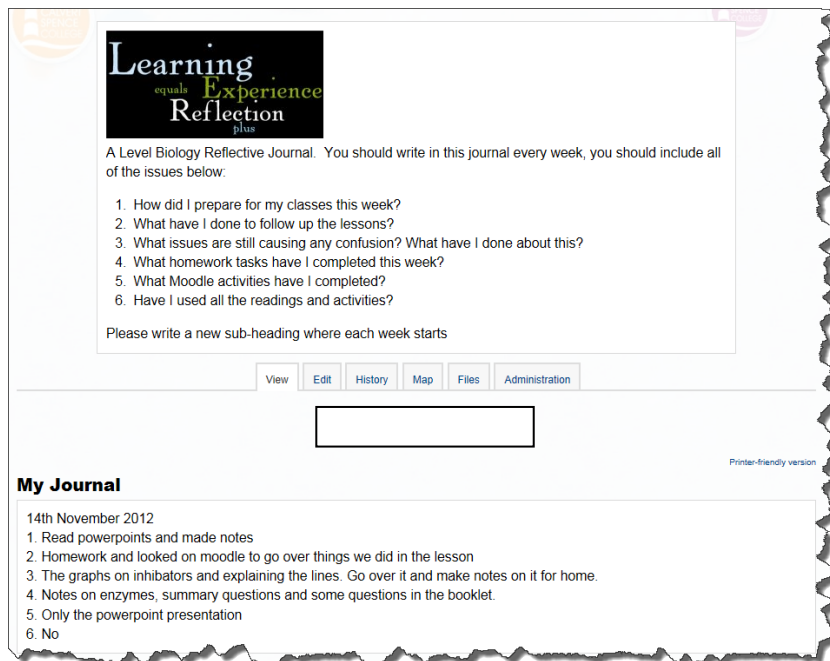 Learning
equals Experience
Reflection
plus
A Level Biology Reflective Journal.  You should write in this journal every week, you should include all
of the issues below:
1. How did I prepare for my classes this week?
2. What have I done to follow up the lessons?
3. What issues are still causing any confusion? What have I done about this?
4. What homework tasks have I completed this week?
5. What Moodle activities have I completed?
6. Have I used all the readings and activities?
Please write a new sub-heading where each week starts
View Edit History Map Files Administration
Printer-friendly version
My Journal
14th November 2012
1. Read powerpoints and made notes
2. Homework and looked on moodle to go over things we did in the lesson
3. The graphs on inhibators and explaining the lines. Go over it and make notes on it for home.
4. Notes on enzymes, summary questions and some questions in the booklet.
5. Only the powerpoint presentation
6. No